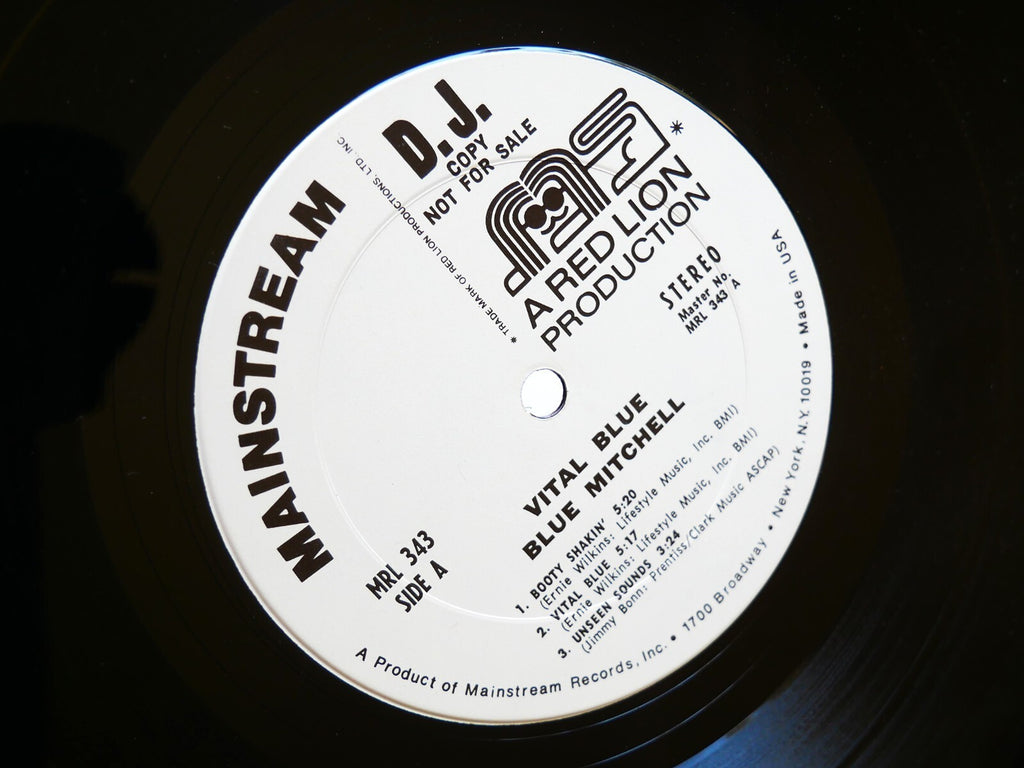 MAINSTREAM
D.J.
COPY
NOT FOR SALE
* TRADE MARK OF RED LION PRODUCTIONS, LTD., INC.
*
A RED LION
PRODUCTION
STEREO
Master No.
MRL 343 A
MRL 343
SIDE A
VITAL BLUE
BLUE MITCHELL
1. BOOTY SHAKIN' 5:20
(Ernie Wilkins: Lifestyle Music, Inc. BMI)
2. VITAL BLUE 5:17
(Ernie Wilkins: Lifestyle Music, Inc. BMI)
3. UNSEEN SOUNDS 3:24
(Jimmy Bonn: Prentiss/Clark Music ASCAP)
A Product of Mainstream Records, Inc. • 1700 Broadway • New York, N.Y. 10019 • Made in USA